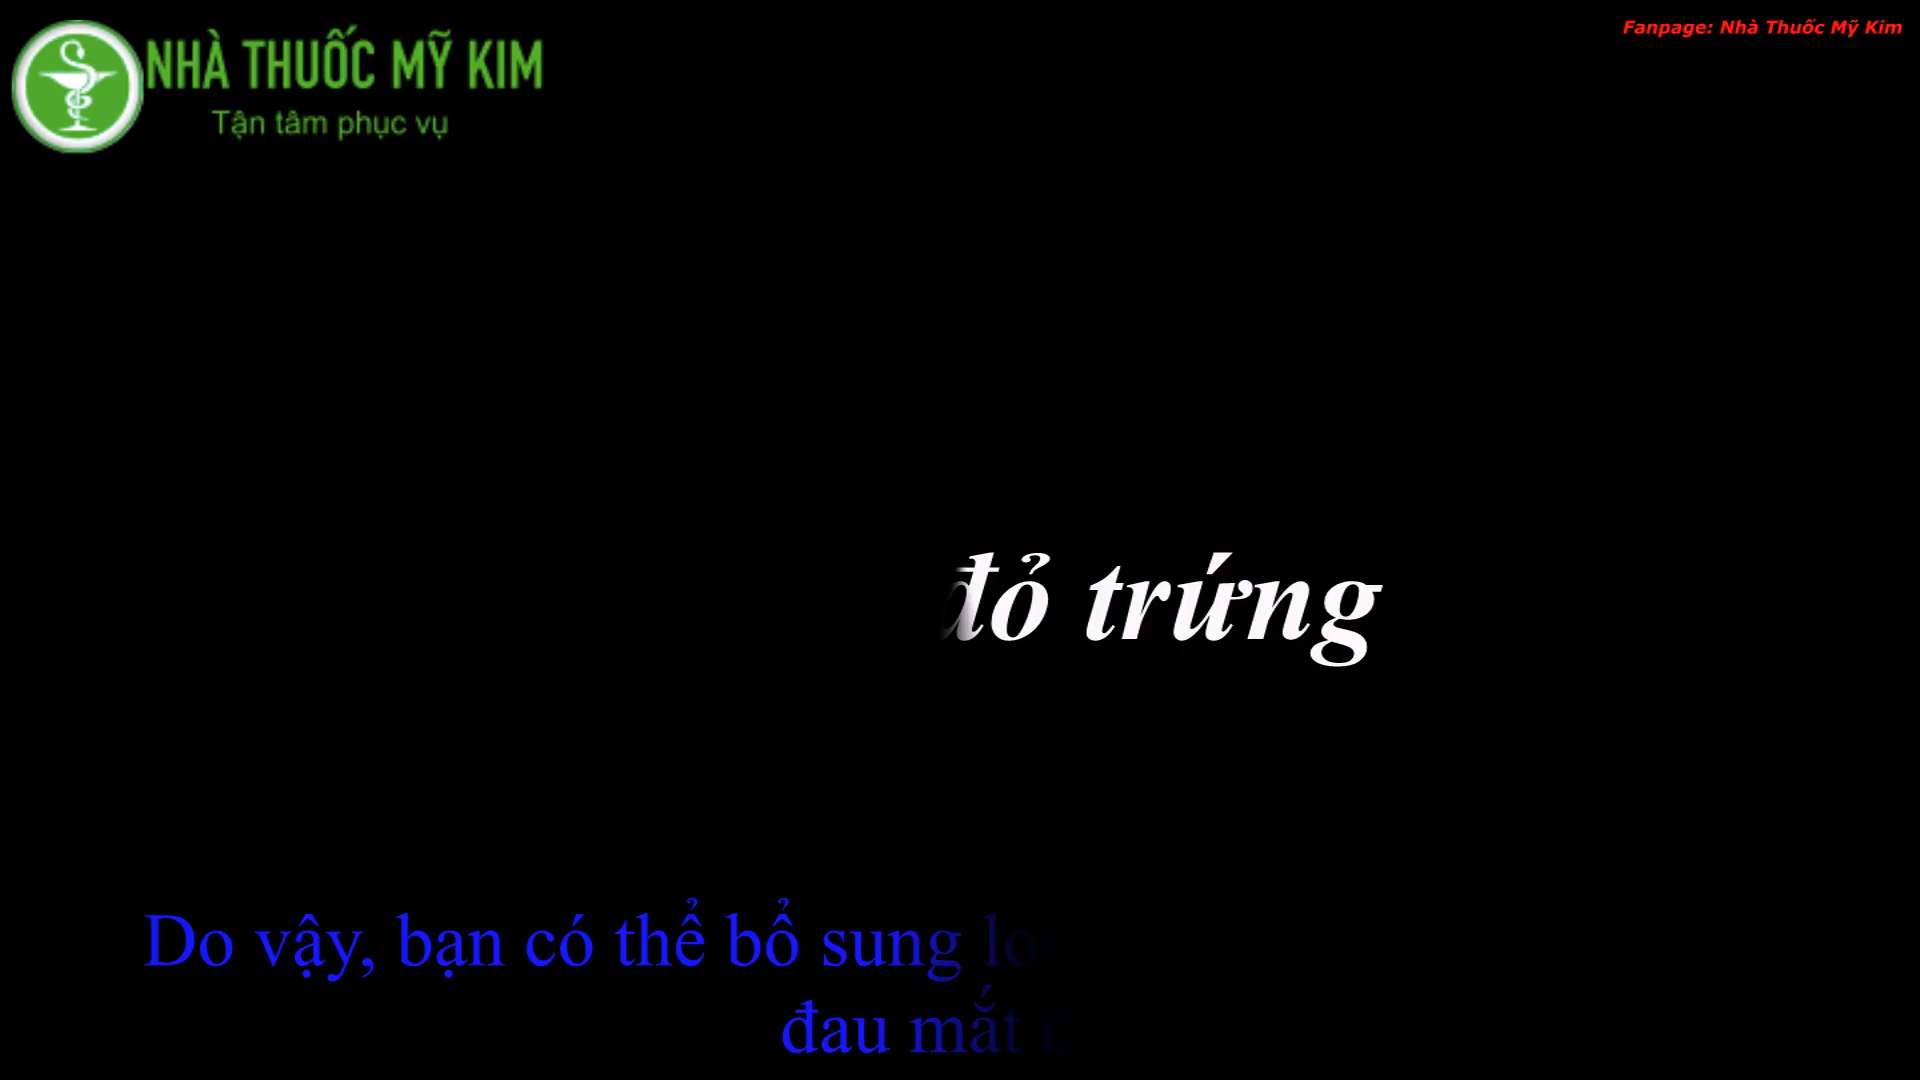 NHÀ THUỐC MỸ KIM
Tận tâm phục vụ
Fanpage: Nhà Thuốc Mỹ Kim
đỏ trứng
Do vậy, bạn có thể bổ sung
đau mắt